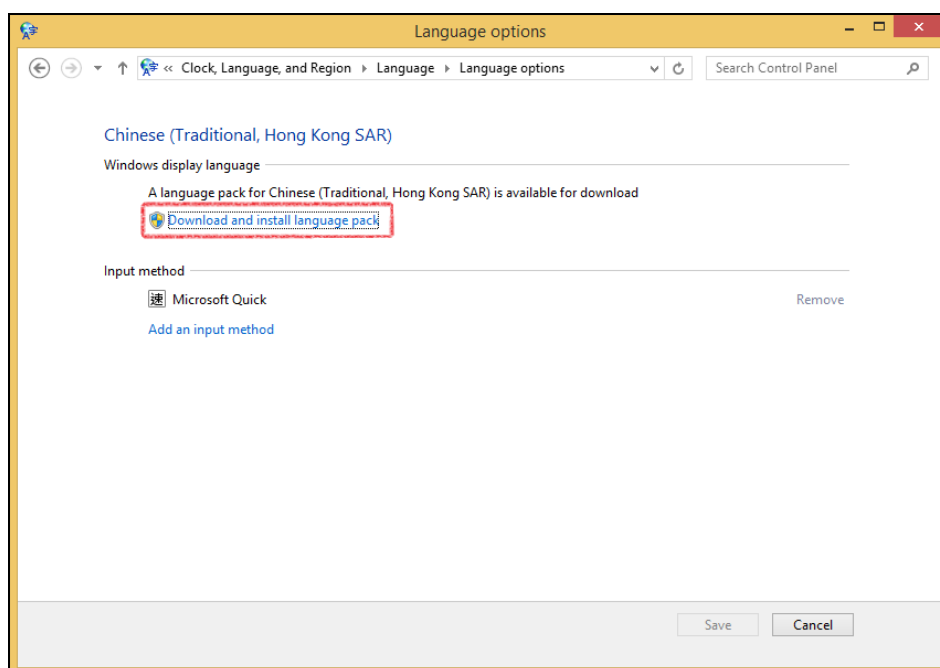 Language options
« Clock, Language, and Region Language Language options Search Control Panel
Chinese (Traditional, Hong Kong SAR)
Windows display language
A language pack for Chinese (Traditional, Hong Kong SAR) is available for download
Download and install language pack
Input method
速 Microsoft Quick Remove
Add an input method
Save Cancel